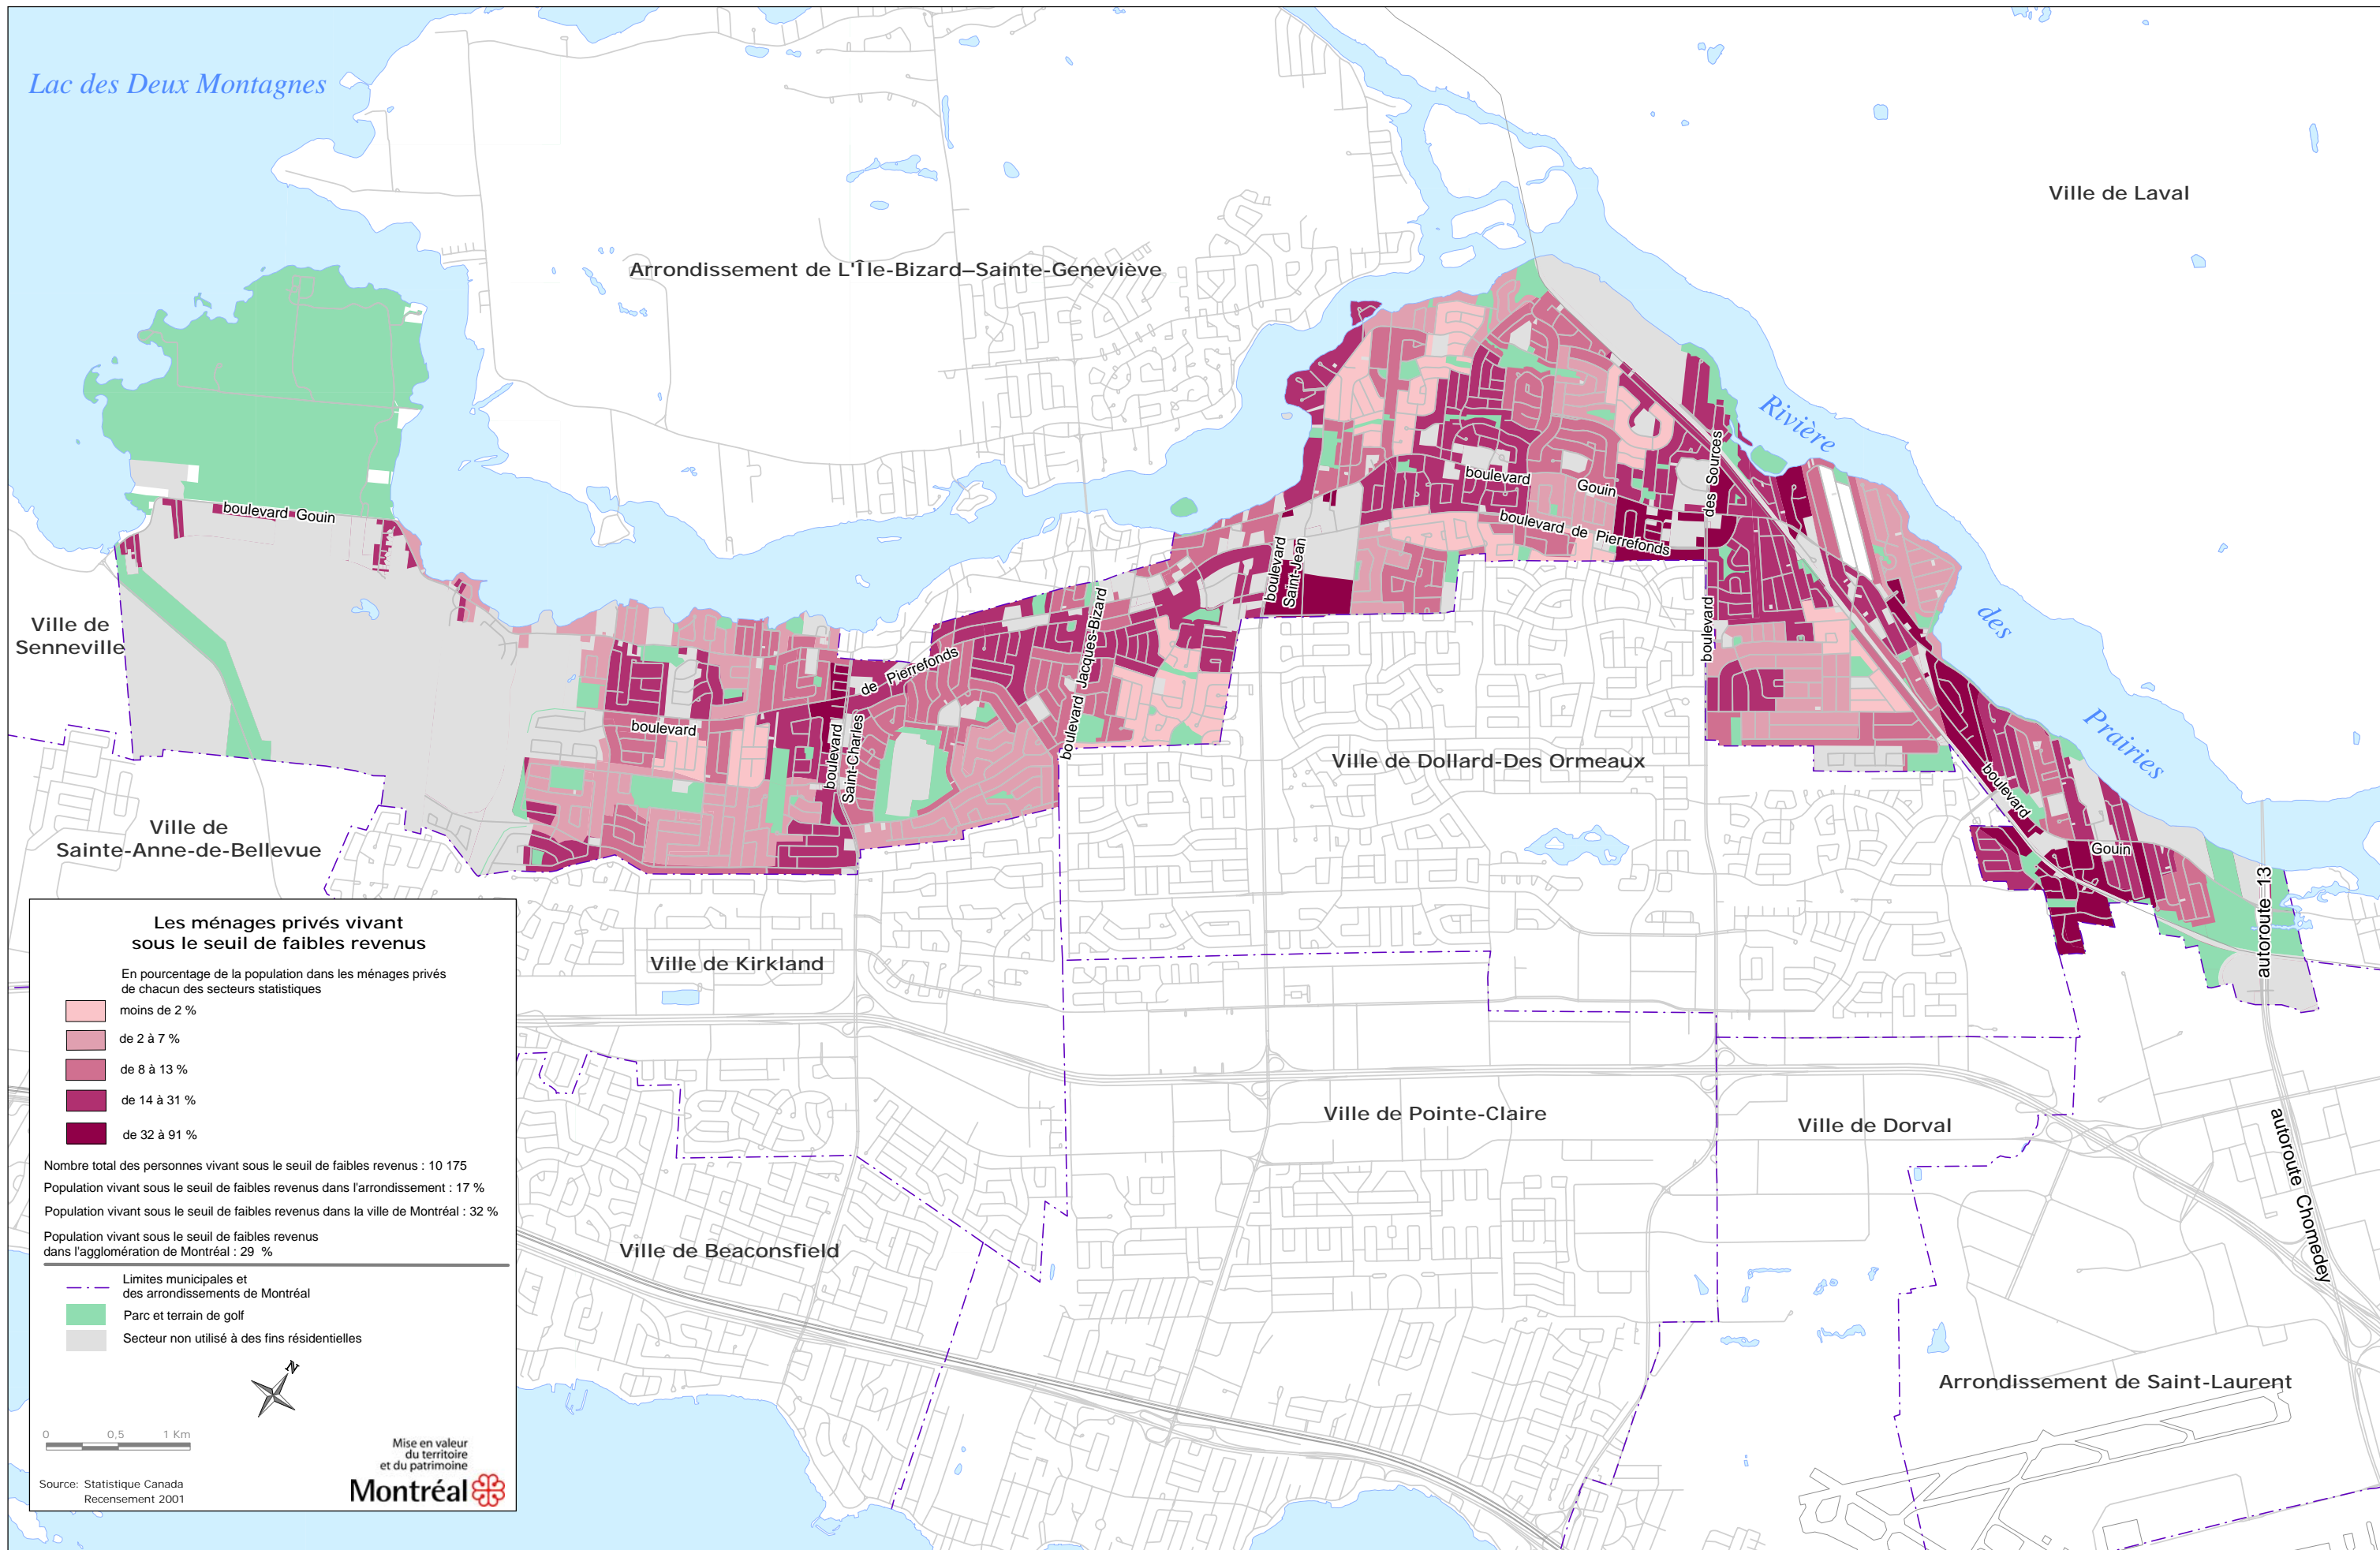 Lac des Deux Montagnes
Ville de Laval
Arrondissement de L'Île-Bizard–Sainte-Geneviève
Rivière
des
Prairies
boulevard Gouin
boulevard
Gouin
boulevard de Pierrefonds
boulevard
des Sources
boulevard
Saint-Jean
boulevard
Jacques-Bizard
de Pierrefonds
boulevard
boulevard
Saint-Charles
boulevard
Gouin
autoroute 13
autoroute Chomedey
Ville de
Senneville
Ville de
Sainte-Anne-de-Bellevue
Ville de Dollard-Des Ormeaux
Ville de Kirkland
Ville de Pointe-Claire
Ville de Dorval
Ville de Beaconsfield
Arrondissement de Saint-Laurent
Les ménages privés vivant
sous le seuil de faibles revenus
En pourcentage de la population dans les ménages privés
de chacun des secteurs statistiques
moins de 2 %
de 2 à 7 %
de 8 à 13 %
de 14 à 31 %
de 32 à 91 %
Nombre total des personnes vivant sous le seuil de faibles revenus : 10 175
Population vivant sous le seuil de faibles revenus dans l'arrondissement : 17 %
Population vivant sous le seuil de faibles revenus dans la ville de Montréal : 32 %
Population vivant sous le seuil de faibles revenus
dans l'agglomération de Montréal : 29 %
Limites municipales et
des arrondissements de Montréal
Parc et terrain de golf
Secteur non utilisé à des fins résidentielles
N
0 0,5 1 Km
Mise en valeur
du territoire
et du patrimoine
Montréal
Source: Statistique Canada
Recensement 2001